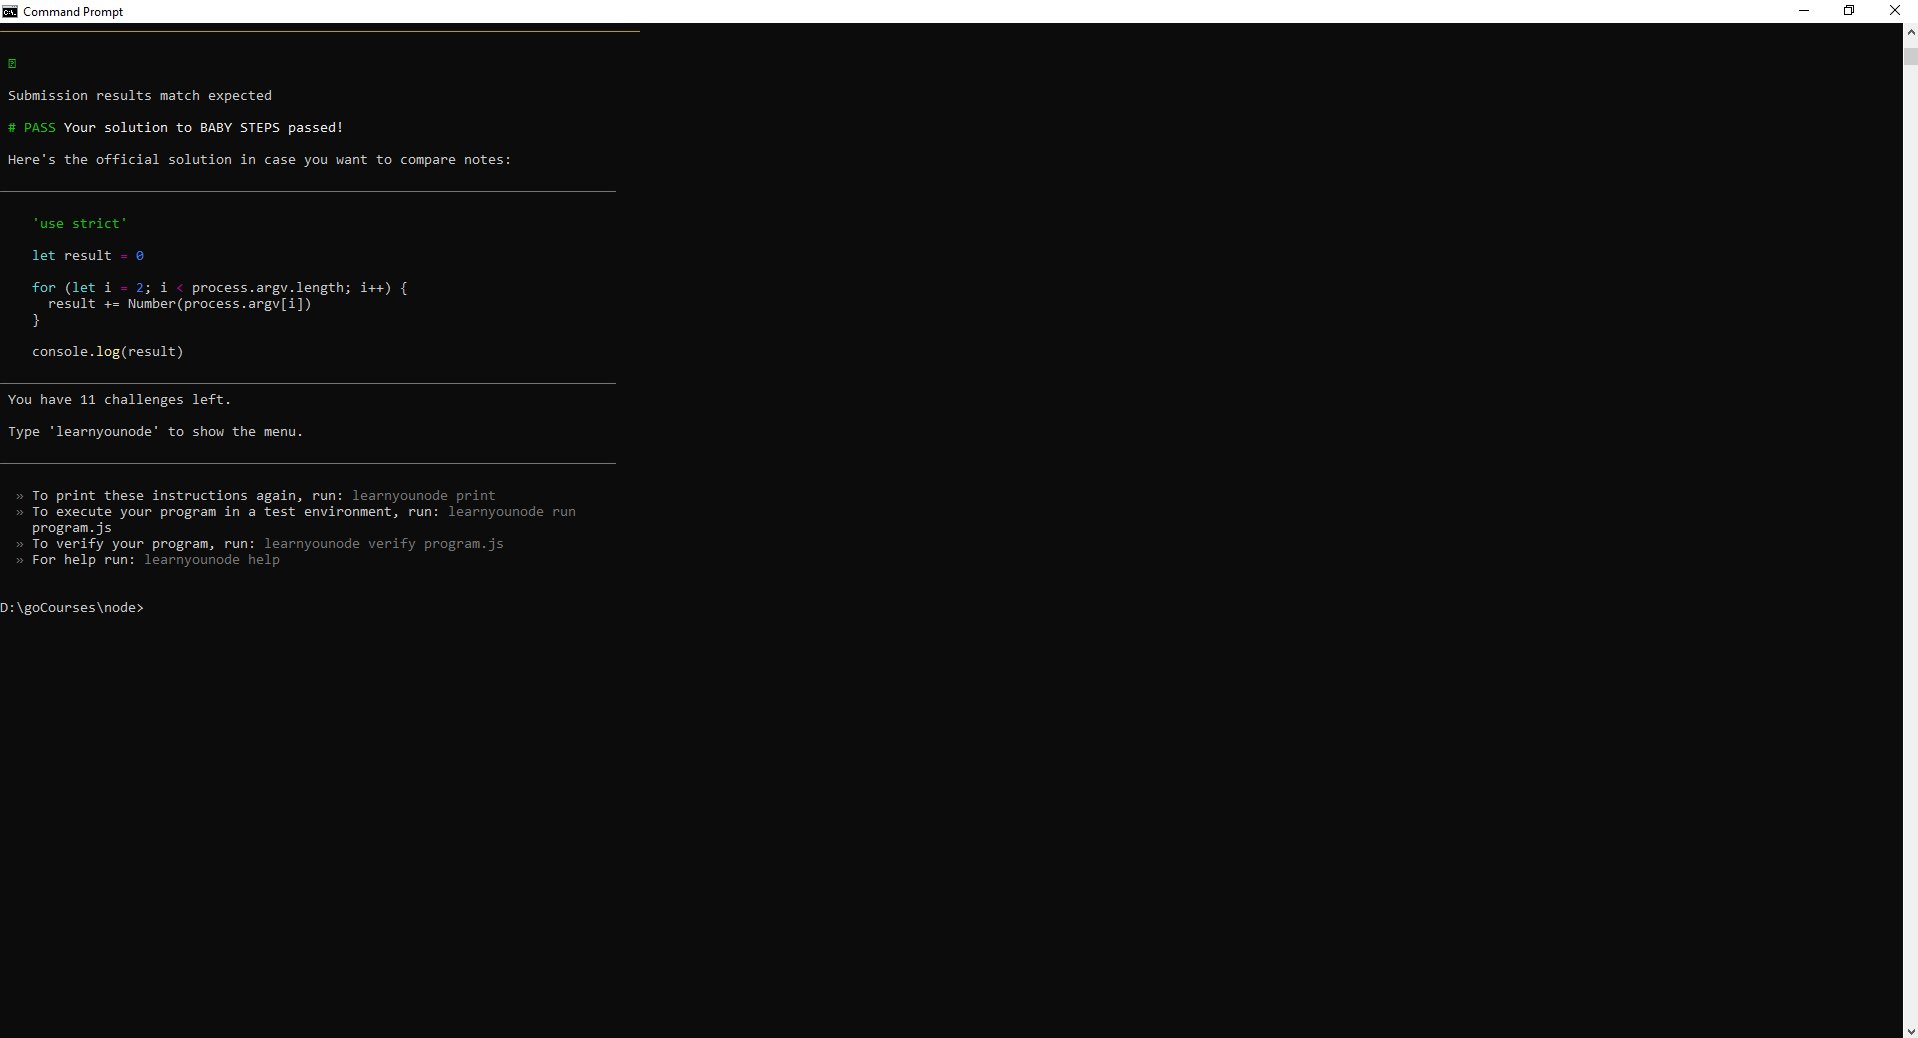 Command Prompt
Submission results match expected
# PASS Your solution to BABY STEPS passed!
Here's the official solution in case you want to compare notes:
'use strict'
let result = 0
for (let i = 2; i < process.argv.length; i++) {
result += Number(process.argv[i])
}
console.log(result)
You have 11 challenges left.
Type 'learnyounode' to show the menu.
» To print these instructions again, run: learnyounode print
» To execute your program in a test environment, run: learnyounode run
program.js
» To verify your program, run: learnyounode verify program.js
» For help run: learnyounode help
D:\goCourses\node>